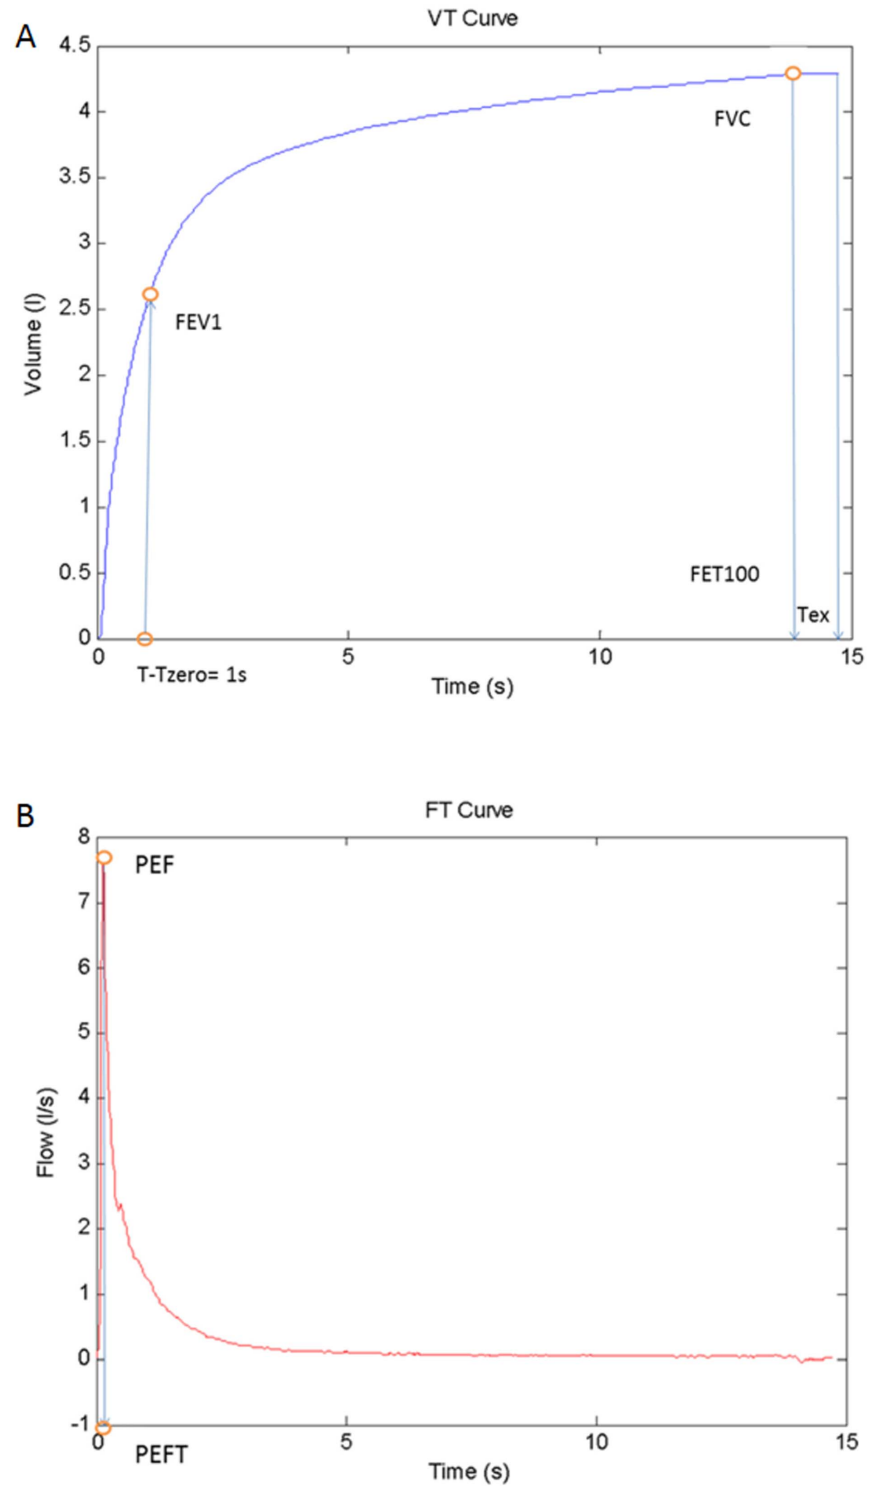 A
VT Curve
4.5
4
3.5
3
2.5
2
1.5
1
0.5
0
Volume (l)
FVC
FEV1
FET100
Tex
0
5
10
15
T-Tzero= 1s
Time (s)
B
FT Curve
8
7
6
5
4
3
2
1
0
-1
Flow (l/s)
PEF
0
5
10
15
PEFT
Time (s)